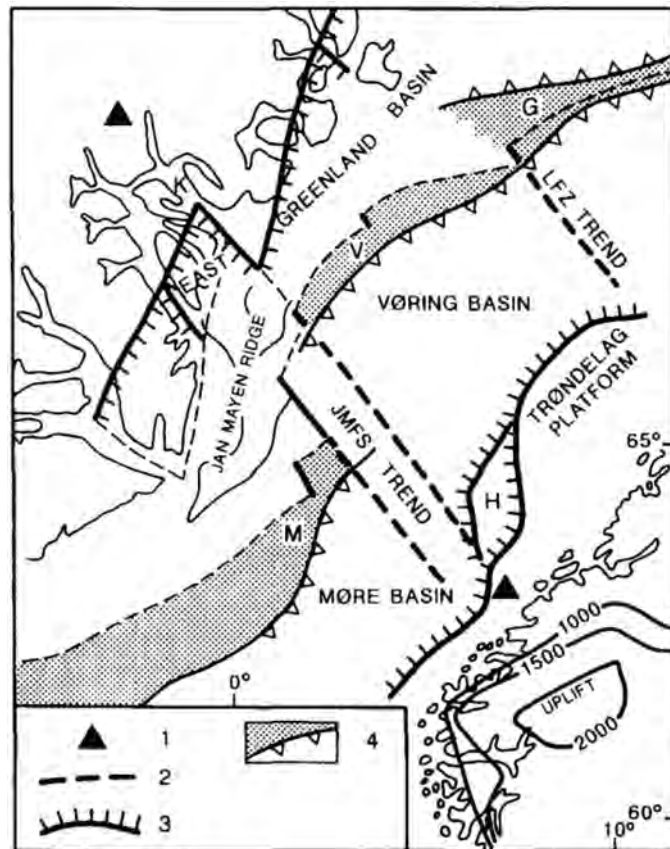 GREENLAND BASIN
EAST
JAN MAYEN RIDGE
G
LFZ TREND
V
VØRING BASIN
TRØNDELAG
PLATFORM
65°
JMFS TREND
H
M
MØRE BASIN
0°
1000
1500
UPLIFT
2000
60°
10°
1
2
3
4